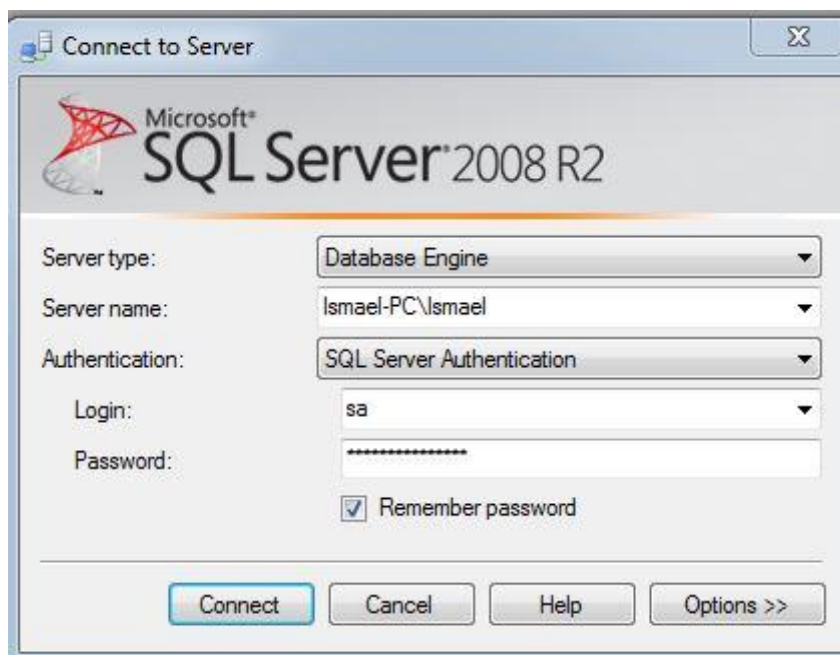 Connect to Server
Microsoft®
SQL Server® 2008 R2
Server type: Database Engine
Server name: Ismael-PC\Ismael
Authentication: SQL Server Authentication
Login: sa
Password: ***************
Remember password
Connect Cancel Help Options >>